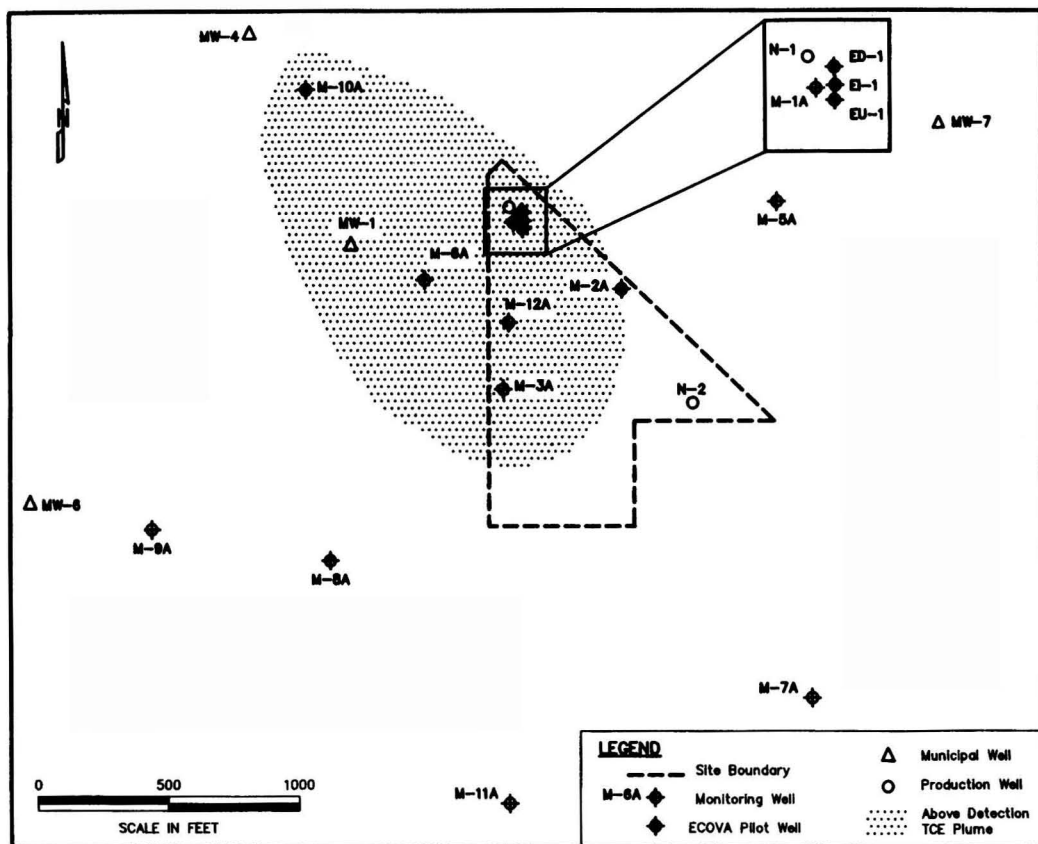 MW-4
M-10A
N
N-1
ED-1
EI-1
M-1A
EU-1
MW-7
M-5A
MW-1
M-6A
M-2A
M-12A
M-3A
N-2
MW-6
M-9A
M-8A
M-7A
M-11A
0 500 1000
SCALE IN FEET
LEGEND
Site Boundary
M-6A Monitoring Well
ECOVA Pilot Well
Municipal Well
Production Well
Above Detection
TCE Plume